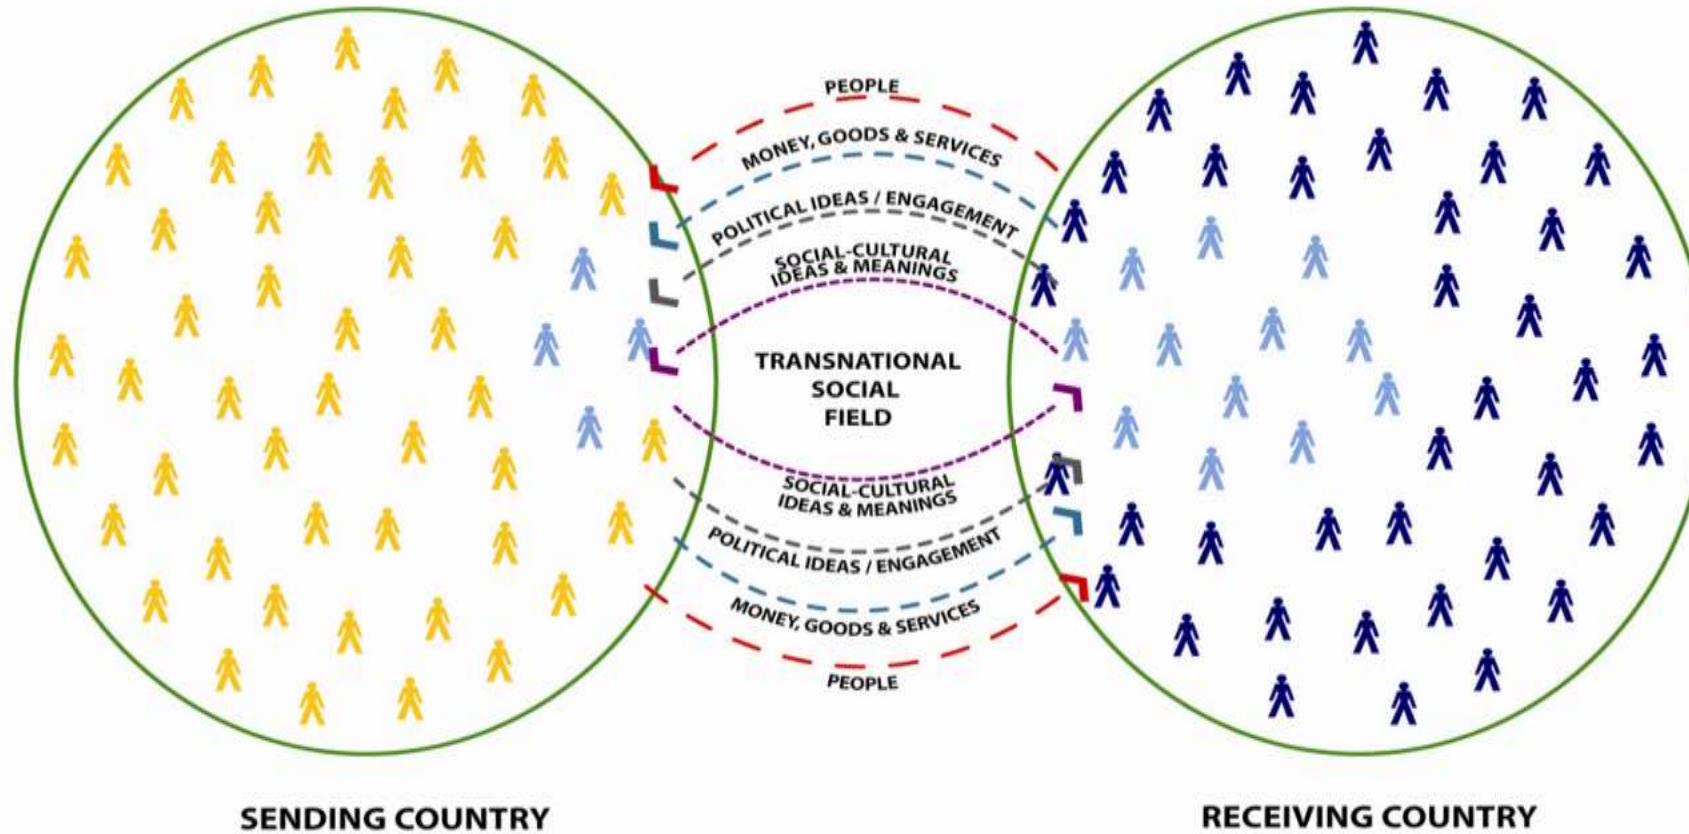 PEOPLE
MONEY, GOODS & SERVICES
POLITICAL IDEAS / ENGAGEMENT
SOCIAL-CULTURAL
IDEAS & MEANINGS
TRANSNATIONAL
SOCIAL
FIELD
SOCIAL-CULTURAL
IDEAS & MEANINGS
POLITICAL IDEAS / ENGAGEMENT
MONEY, GOODS & SERVICES
PEOPLE
SENDING COUNTRY
RECEIVING COUNTRY